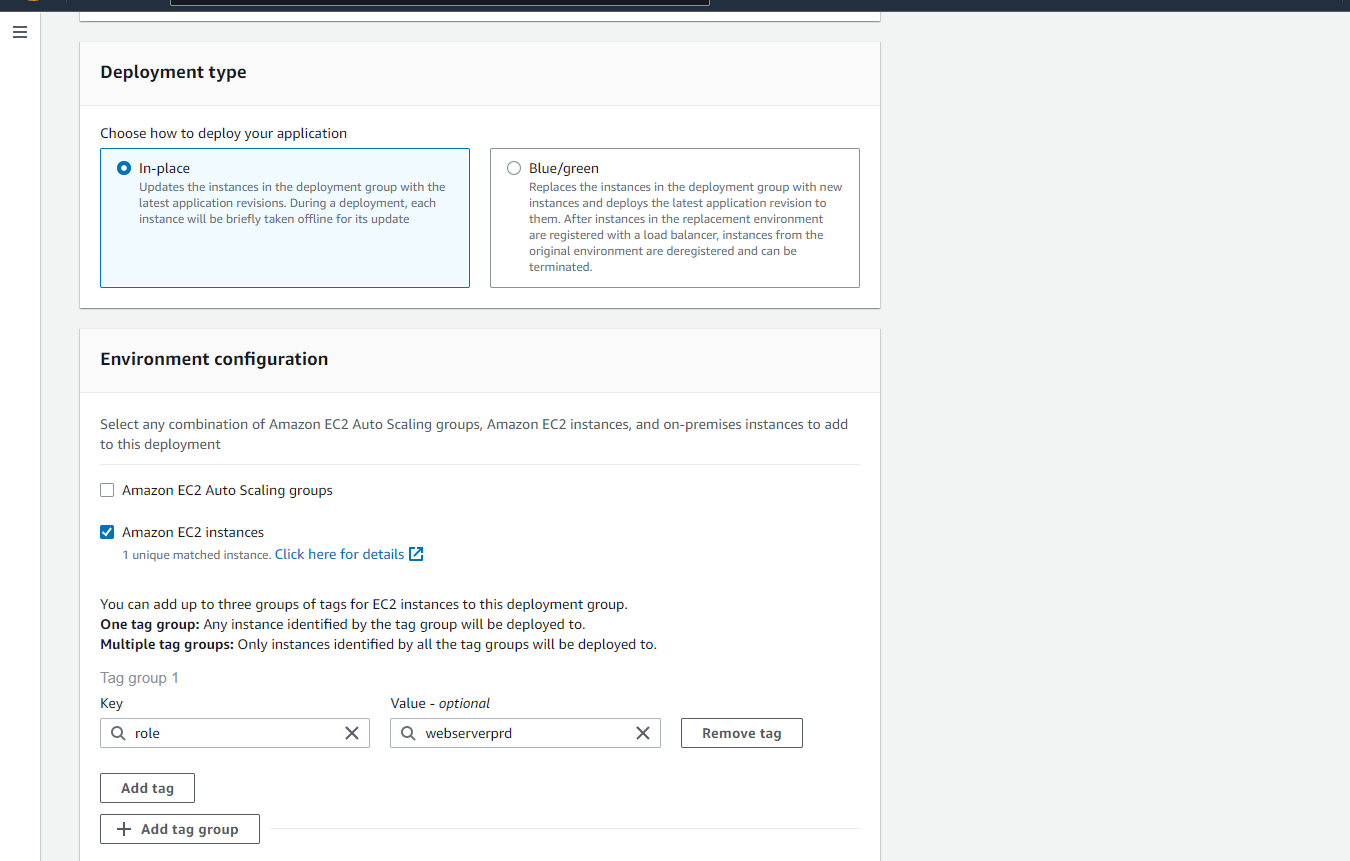 Deployment type
Choose how to deploy your application
In-place
Updates the instances in the deployment group with the
latest application revisions. During a deployment, each
instance will be briefly taken offline for its update
Blue/green
Replaces the instances in the deployment group with new
instances and deploys the latest application revision to
them. After instances in the replacement environment
are registered with a load balancer, instances from the
original environment are deregistered and can be
terminated.
Environment configuration
Select any combination of Amazon EC2 Auto Scaling groups, Amazon EC2 instances, and on-premises instances to add
to this deployment
Amazon EC2 Auto Scaling groups
Amazon EC2 instances
1 unique matched instance. Click here for details
You can add up to three groups of tags for EC2 instances to this deployment group.
One tag group: Any instance identified by the tag group will be deployed to.
Multiple tag groups: Only instances identified by all the tag groups will be deployed to.
Tag group 1
Key
Value - optional
role
webserverprd
Remove tag
Add tag
Add tag group